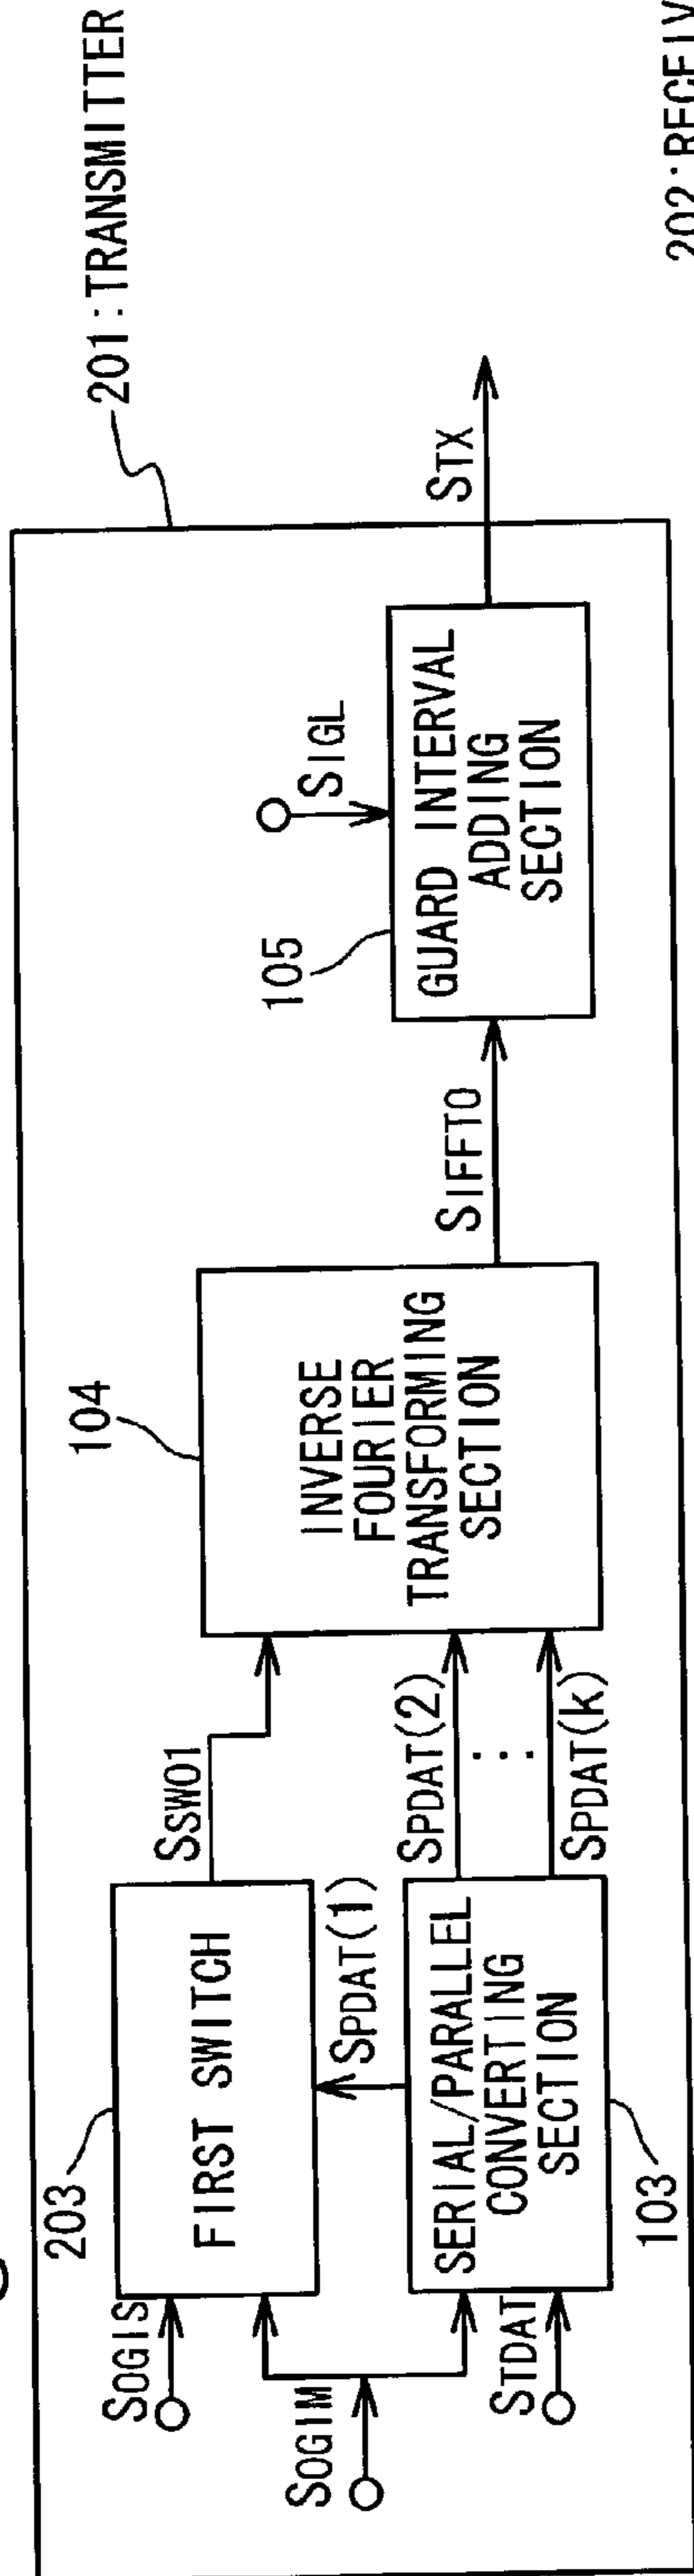 201:TRANSMITTER
203
FIRST SWITCH
SOGIS
SOGIM
STDAT
SERIAL/PARALLEL
CONVERTING
SECTION
103
SPDAT(1)
SSWO1
SPDAT(2)
⋮
SPDAT(k)
104
INVERSE
FOURIER
TRANSFORMING
SECTION
SIFFTO
105
SIGL
GUARD INTERVAL
ADDING
SECTION
STX
202:RECEIV